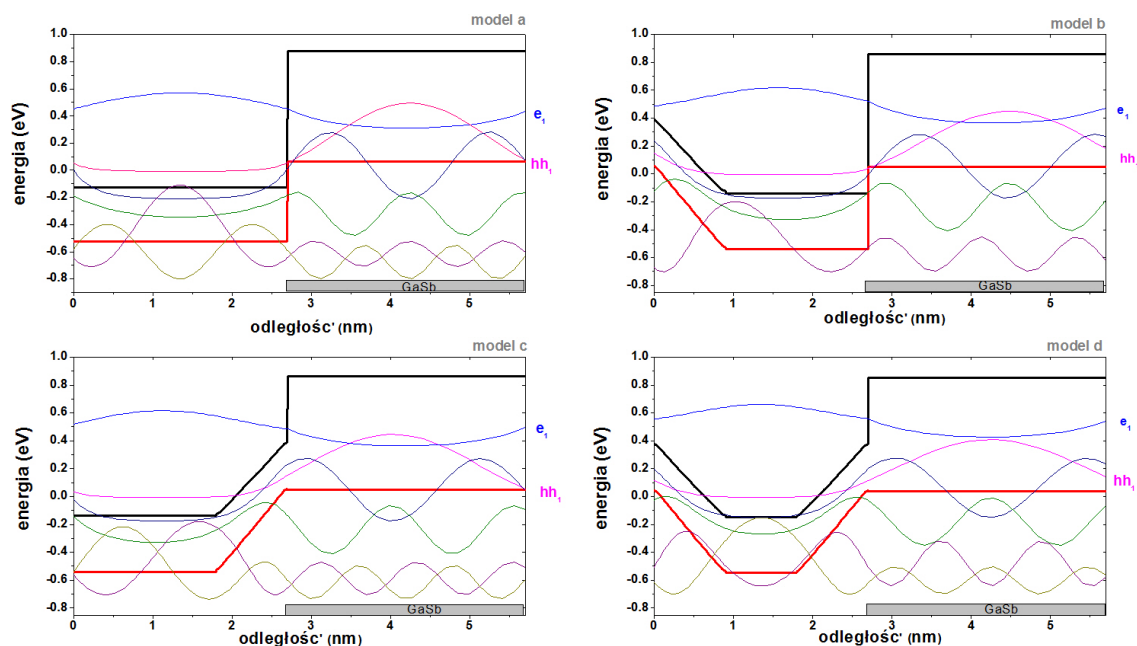 model a
energia (eV)
1.0
0.8
0.6
0.4
0.2
0.0
-0.2
-0.4
-0.6
-0.8
e1
hh1
GaSb
0 1 2 3 4 5
odległośc' (nm)
model b
energia (eV)
1.0
0.8
0.6
0.4
0.2
0.0
-0.2
-0.4
-0.6
-0.8
e1
hh1
GaSb
0 1 2 3 4 5
odległośc' (nm)
model c
energia (eV)
1.0
0.8
0.6
0.4
0.2
0.0
-0.2
-0.4
-0.6
-0.8
e1
hh1
GaSb
0 1 2 3 4 5
odległośc' (nm)
model d
energia (eV)
1.0
0.8
0.6
0.4
0.2
0.0
-0.2
-0.4
-0.6
-0.8
e1
hh1
GaSb
0 1 2 3 4 5
odległośc' (nm)